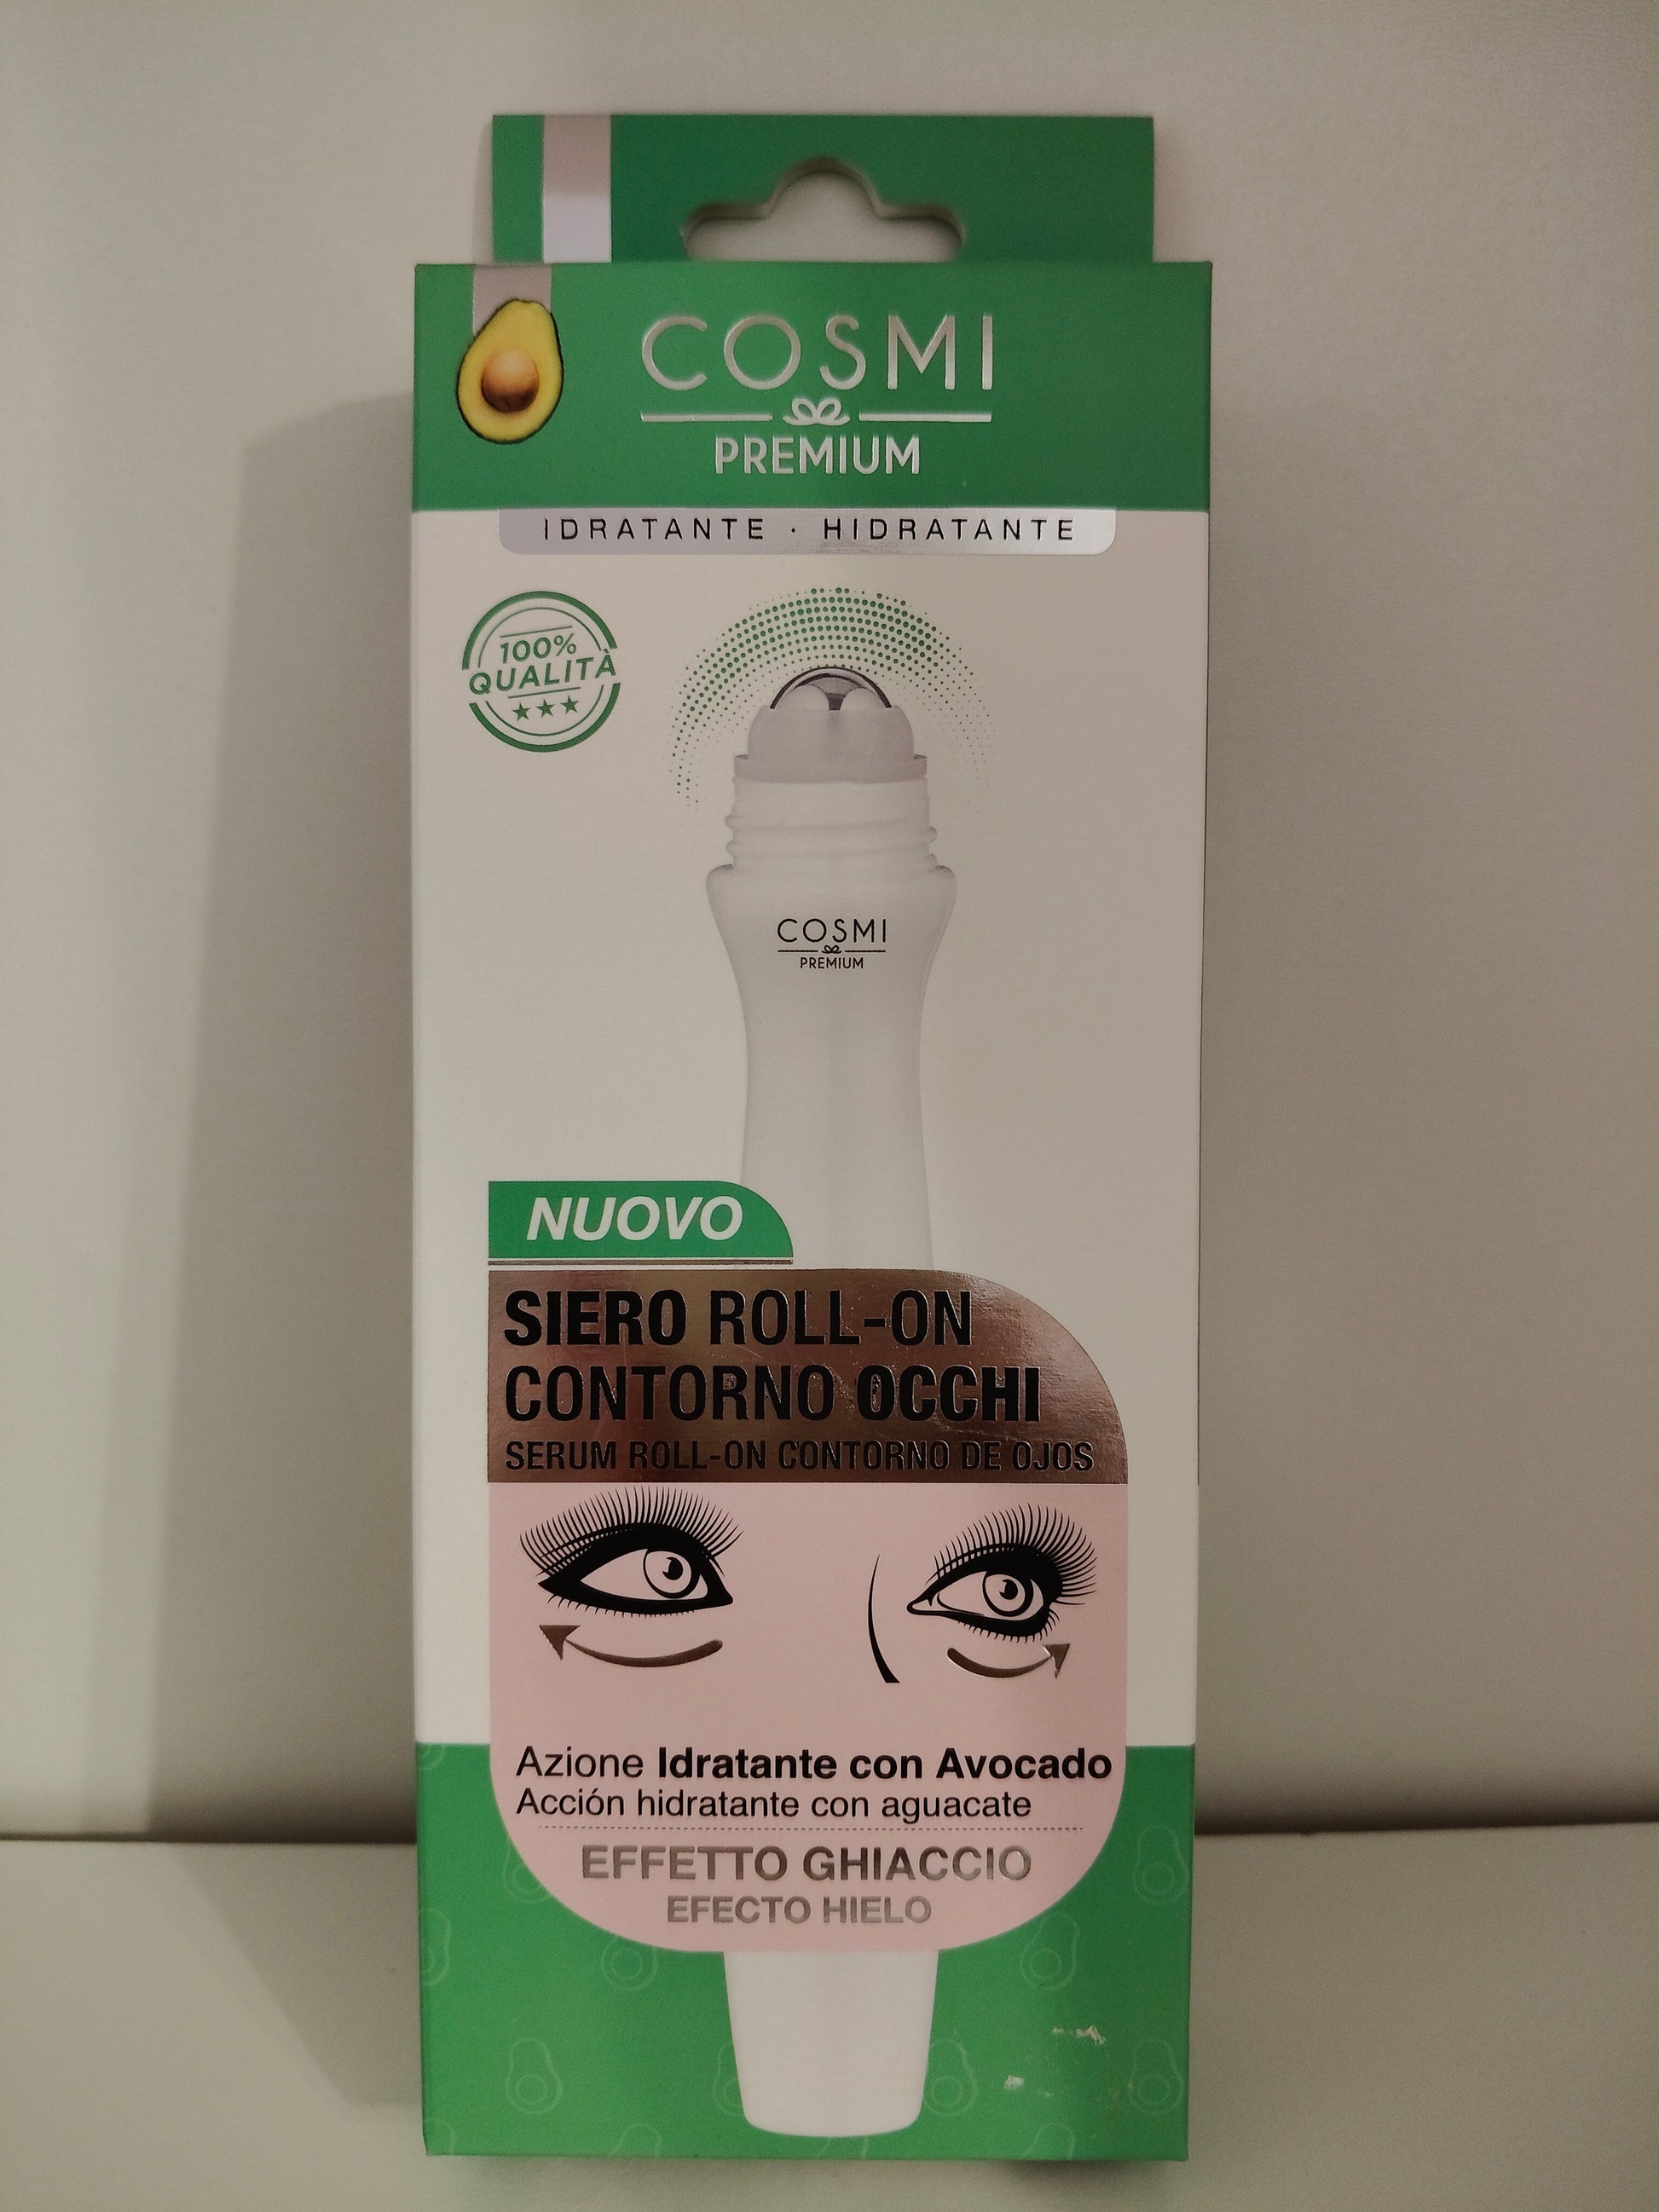 COSMI
PREMIUM
IDRATANTE · HIDRATANTE
100%
QUALITÀ
COSMI
PREMIUM
NUOVO
SIERO ROLL-ON
CONTORNO OCCHI
SERUM ROLL-ON CONTORNO DE OJOS
Azione Idratante con Avocado
Acción hidratante con aguacate
EFFETTO GHIACCIO
EFECTO HIELO